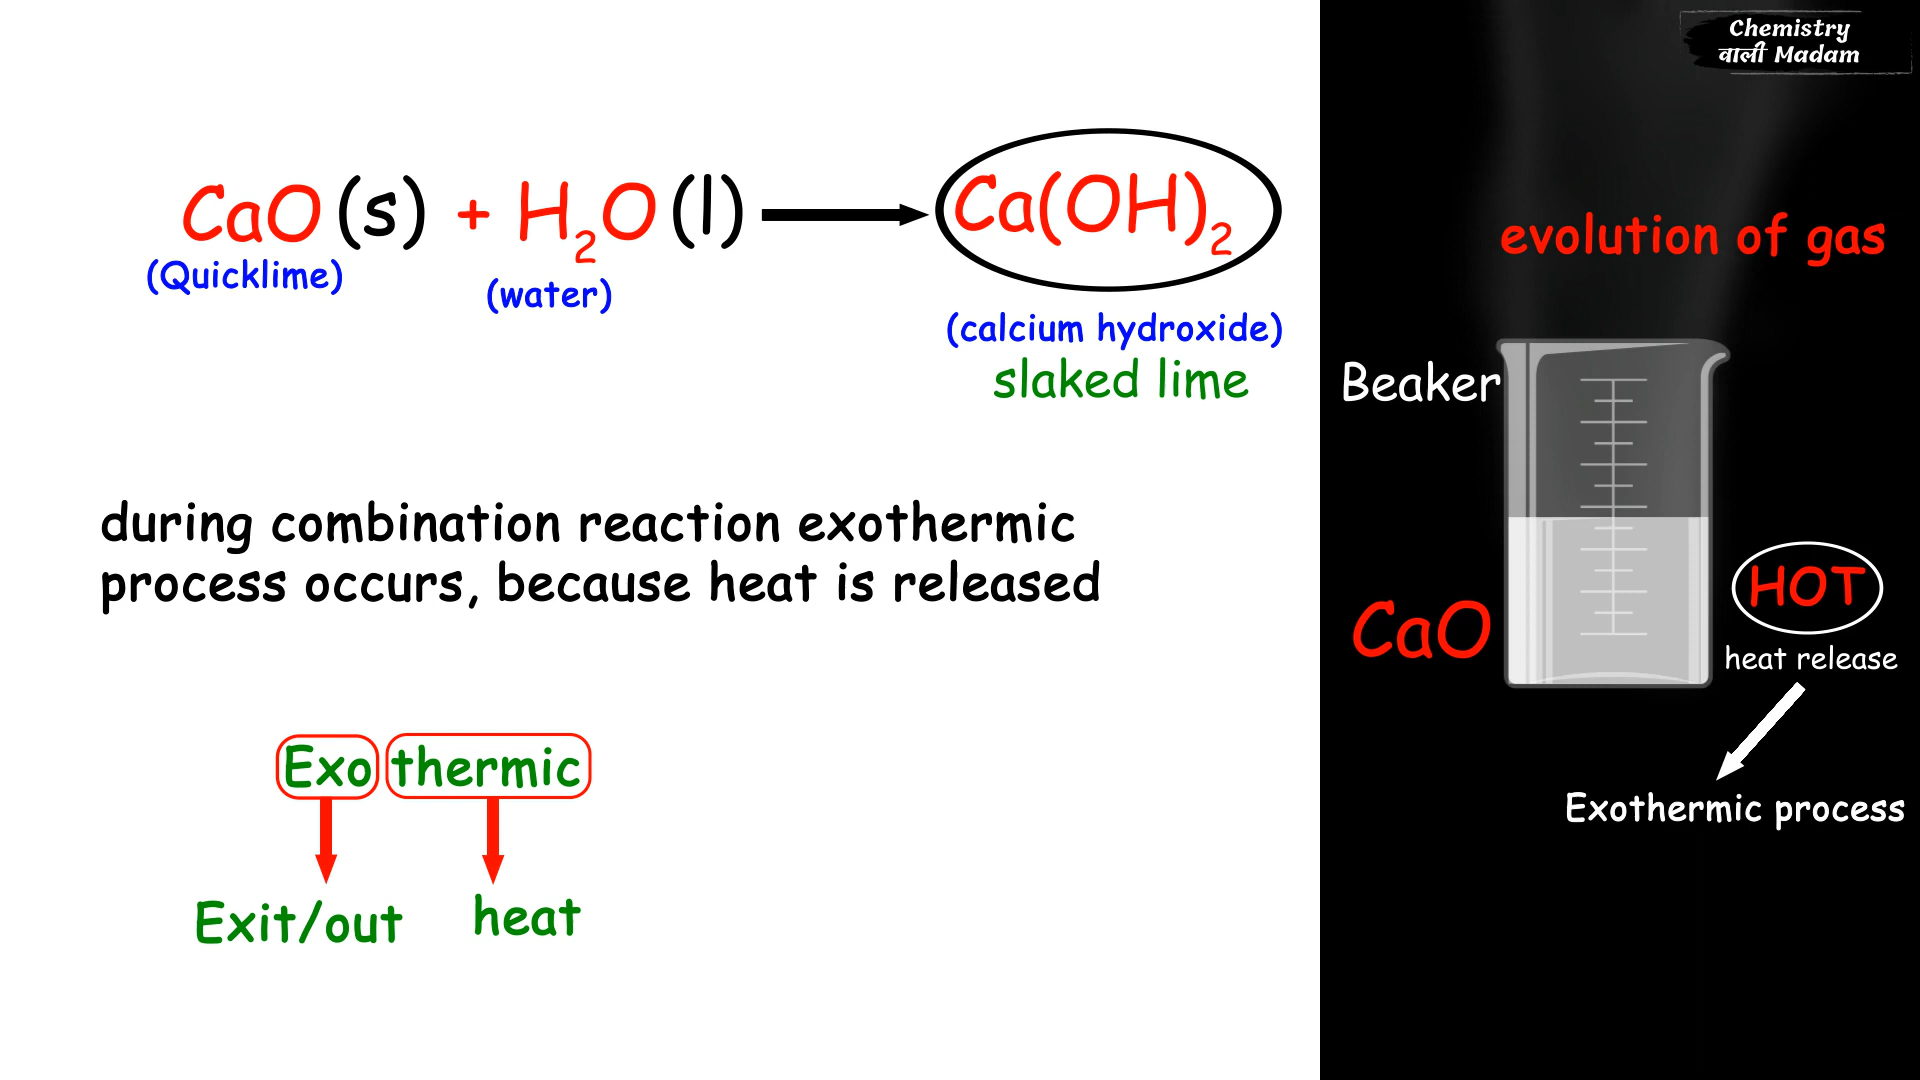 CaO (s) + H₂O (l) Ca(OH)₂
(Quicklime) (water) (calcium hydroxide)
slaked lime
during combination reaction exothermic
process occurs, because heat is released
Exo thermic
Exit/out heat
Chemistry
वाली Madam
evolution of gas
Beaker
HOT
CaO
heat release
Exothermic process